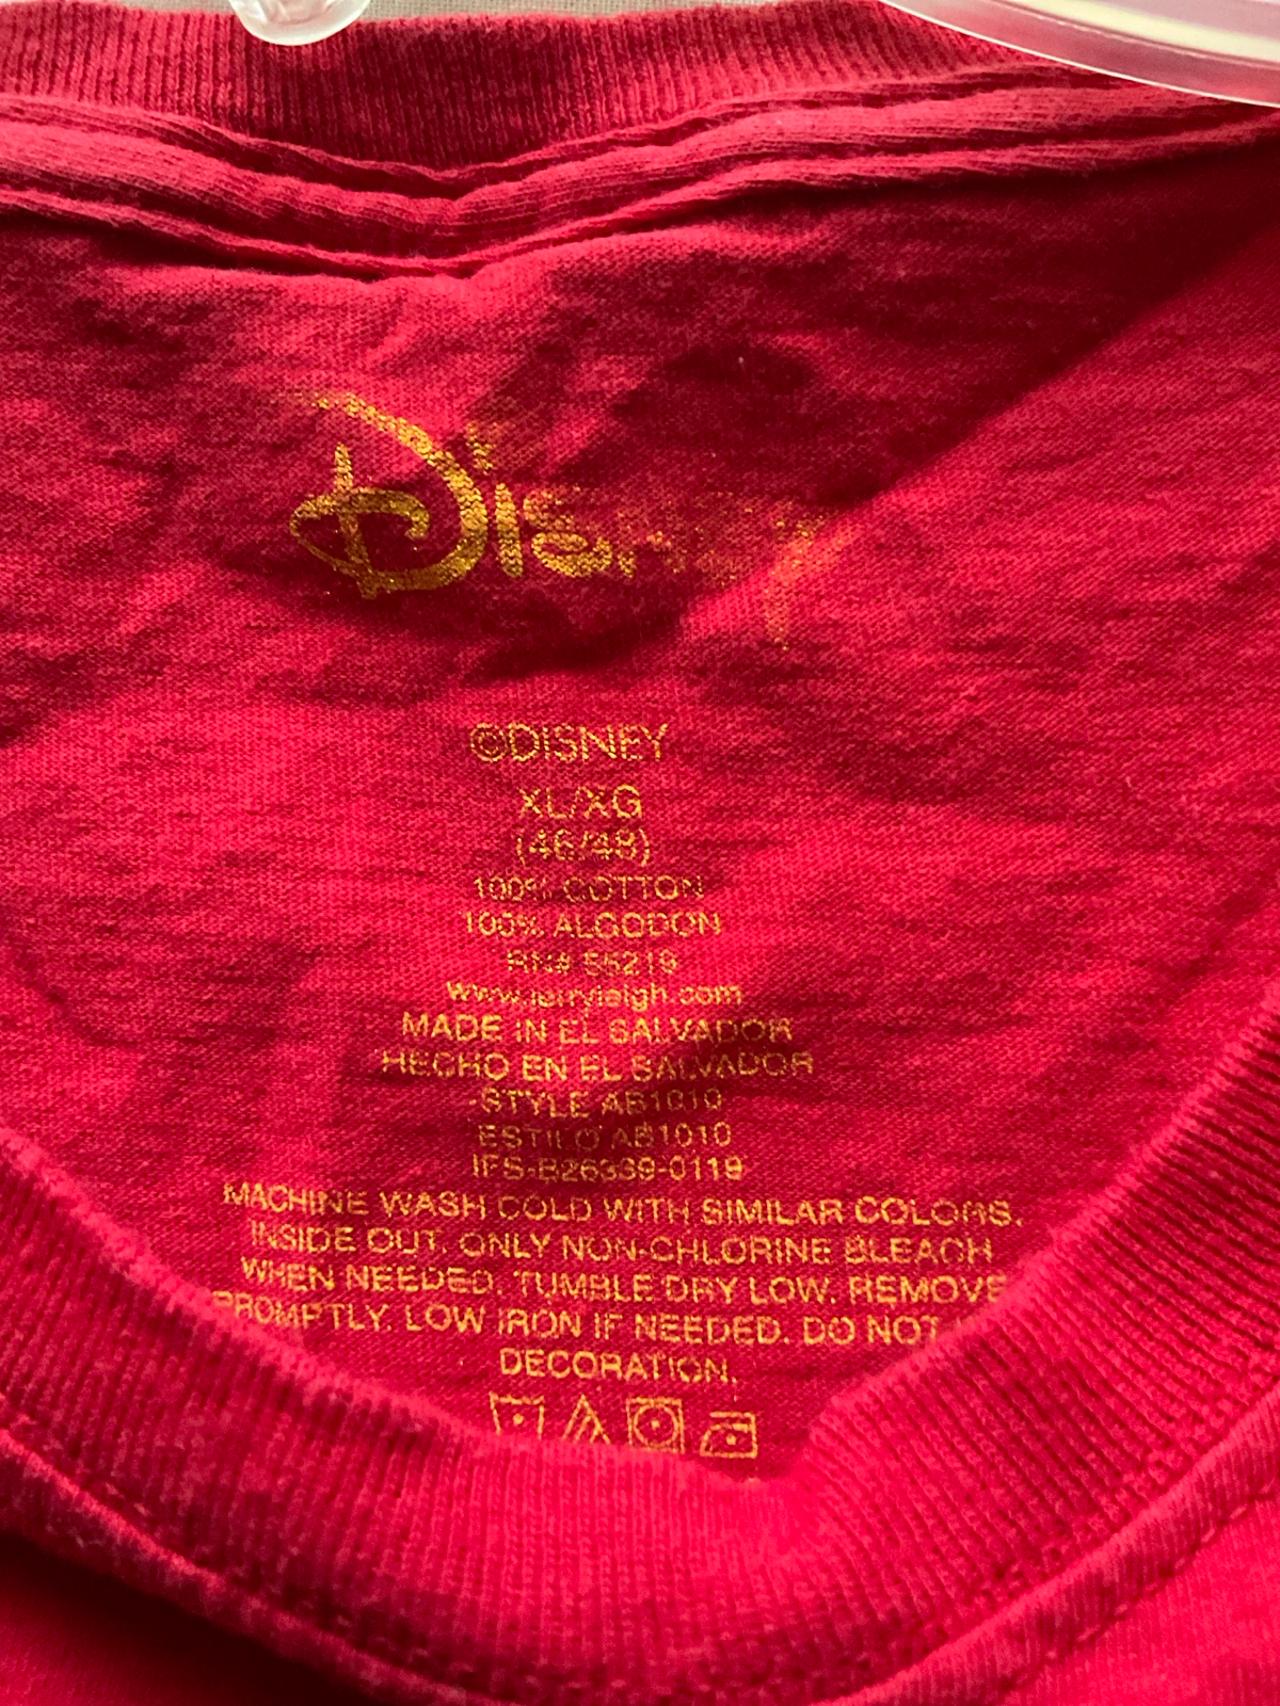 Disney
©DISNEY
XL/XG
(46/48)
100% COTTON
100% ALGODON
RN# 55219
www.jerryleigh.com
MADE IN EL SALVADOR
HECHO EN EL SALVADOR
STYLE AB1010
ESTILO AB1010
IFS-B26339-0119
MACHINE WASH COLD WITH SIMILAR COLORS.
INSIDE OUT. ONLY NON-CHLORINE BLEACH
WHEN NEEDED. TUMBLE DRY LOW. REMOVE
PROMPTLY. LOW IRON IF NEEDED. DO NOT
DECORATION.